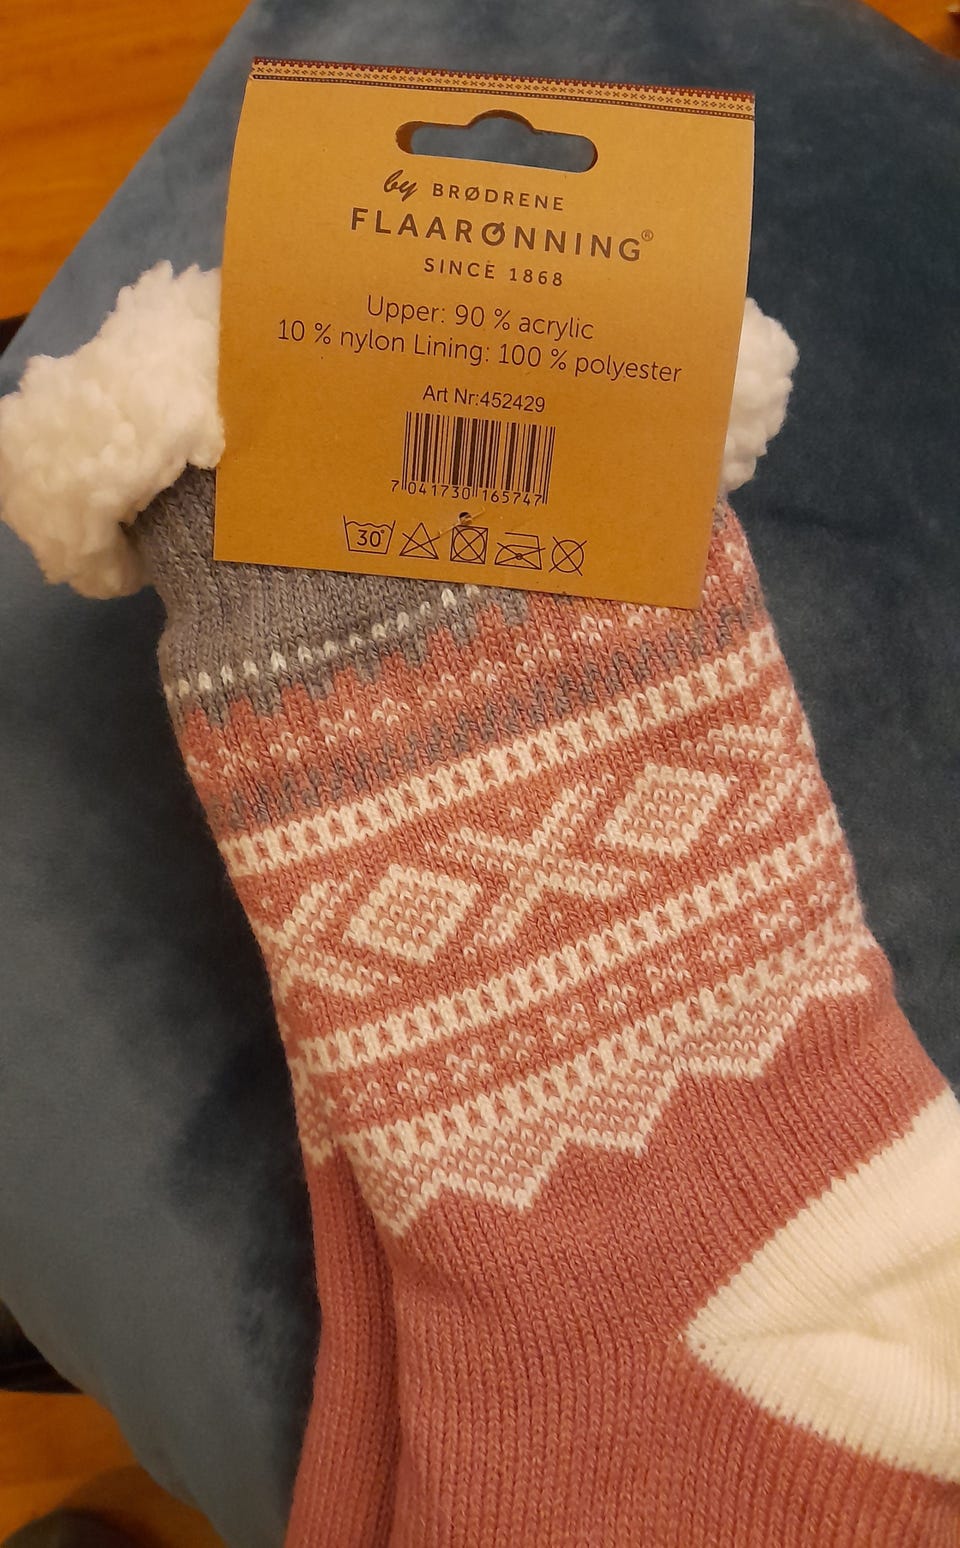 by BRØDRENE
FLAARØNNING®
SINCE 1868
Upper: 90 % acrylic
10 % nylon Lining: 100 % polyester
Art Nr:452429
7 041730 165747
30°